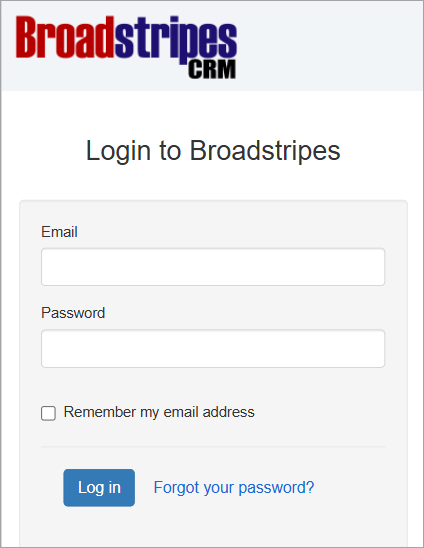 Broadstripes
CRM
Login to Broadstripes
Email
Password
Remember my email address
Log in Forgot your password?